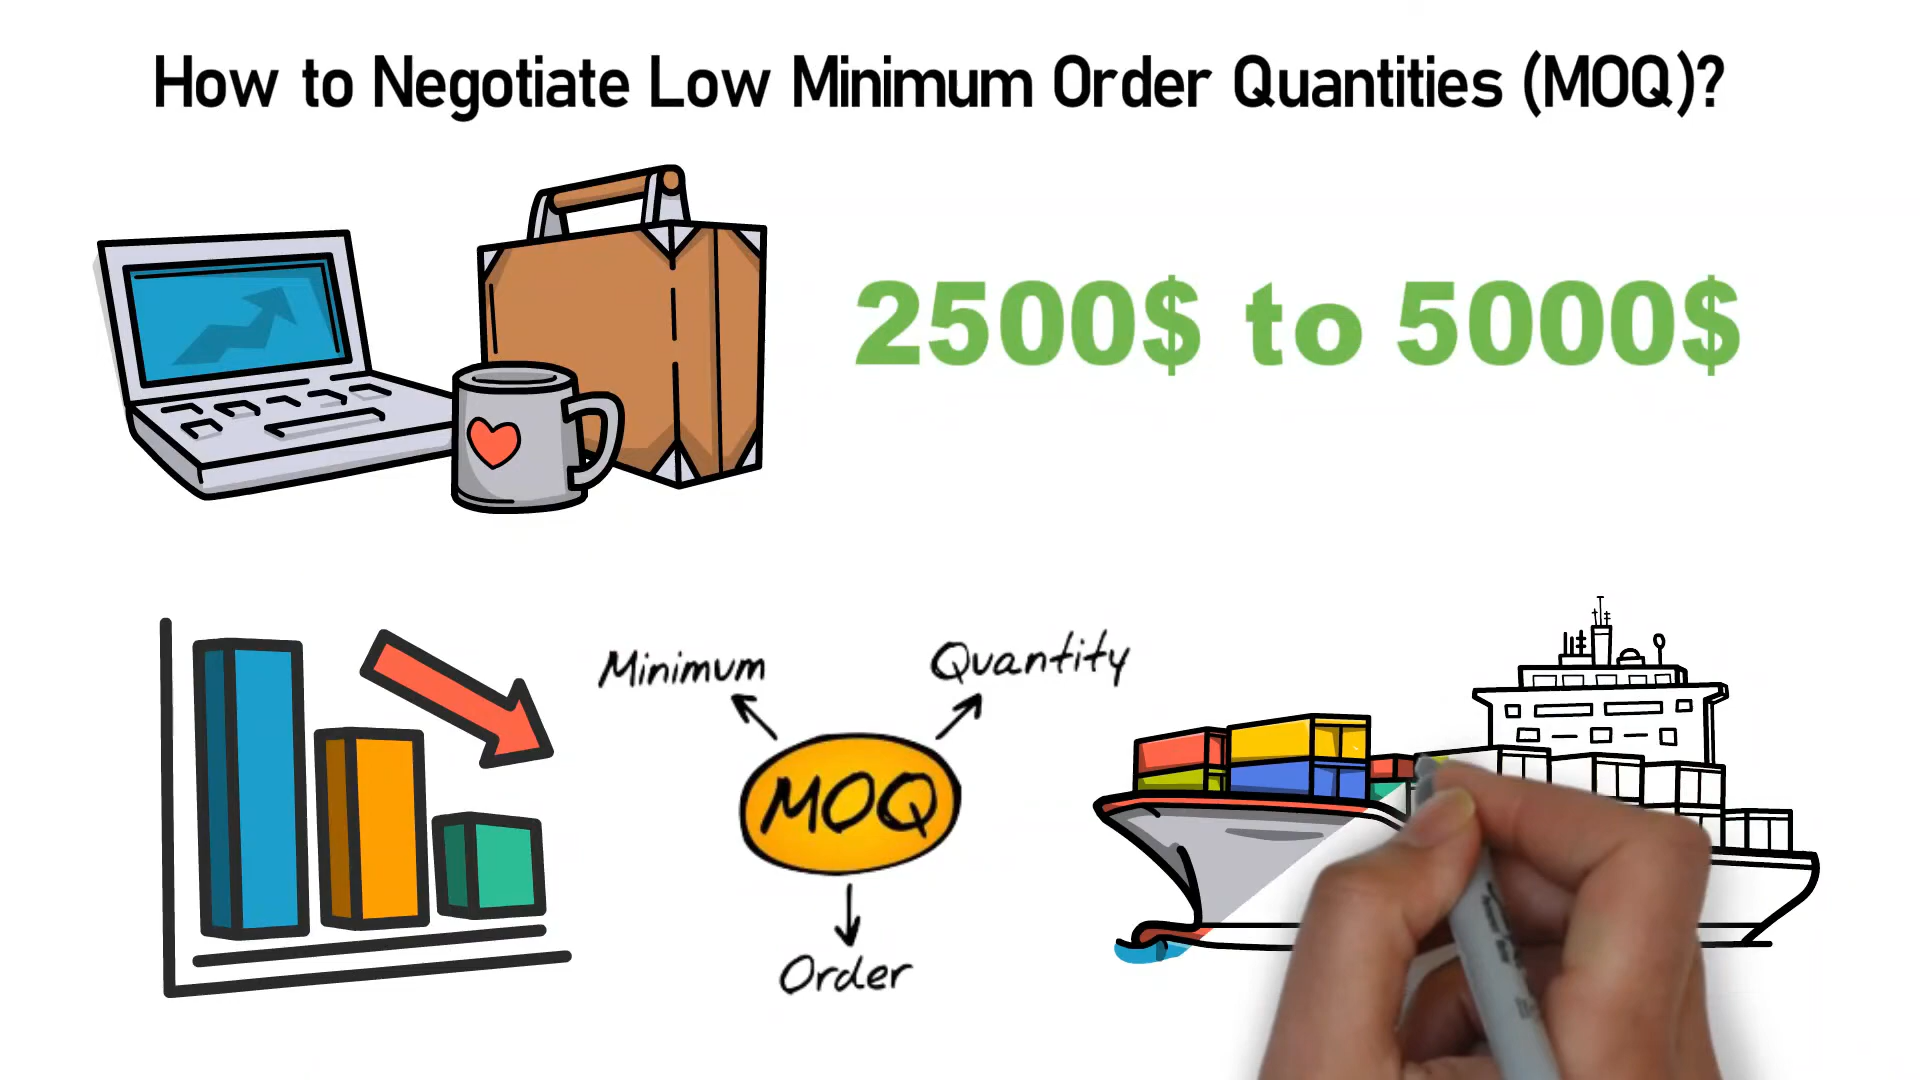 How to Negotiate Low Minimum Order Quantities (MOQ)?
2500$ to 5000$
Minimum
Quantity
MOQ
Order